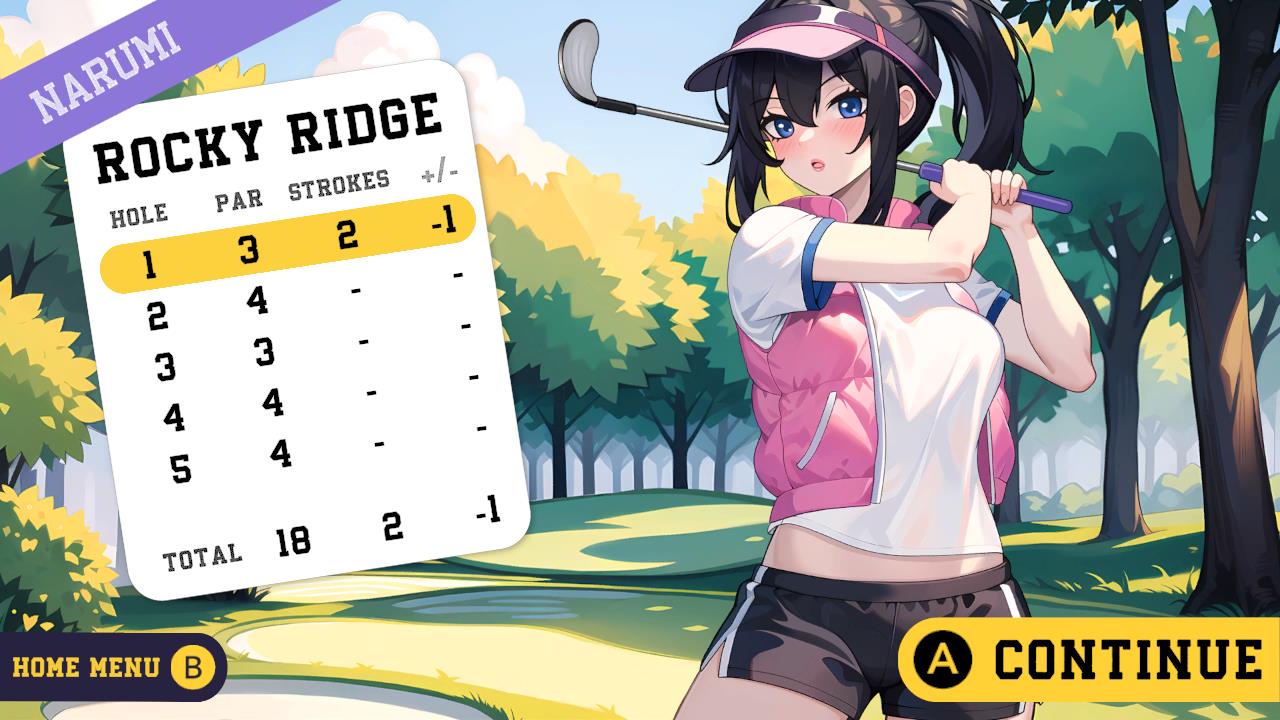 NARUMI
ROCKY RIDGE
HOLE PAR STROKES +/-
1 3 2 -1
2 4 - -
3 3 - -
4 4 - -
5 4 - -
TOTAL 18 2 -1
HOME MENU B
A CONTINUE